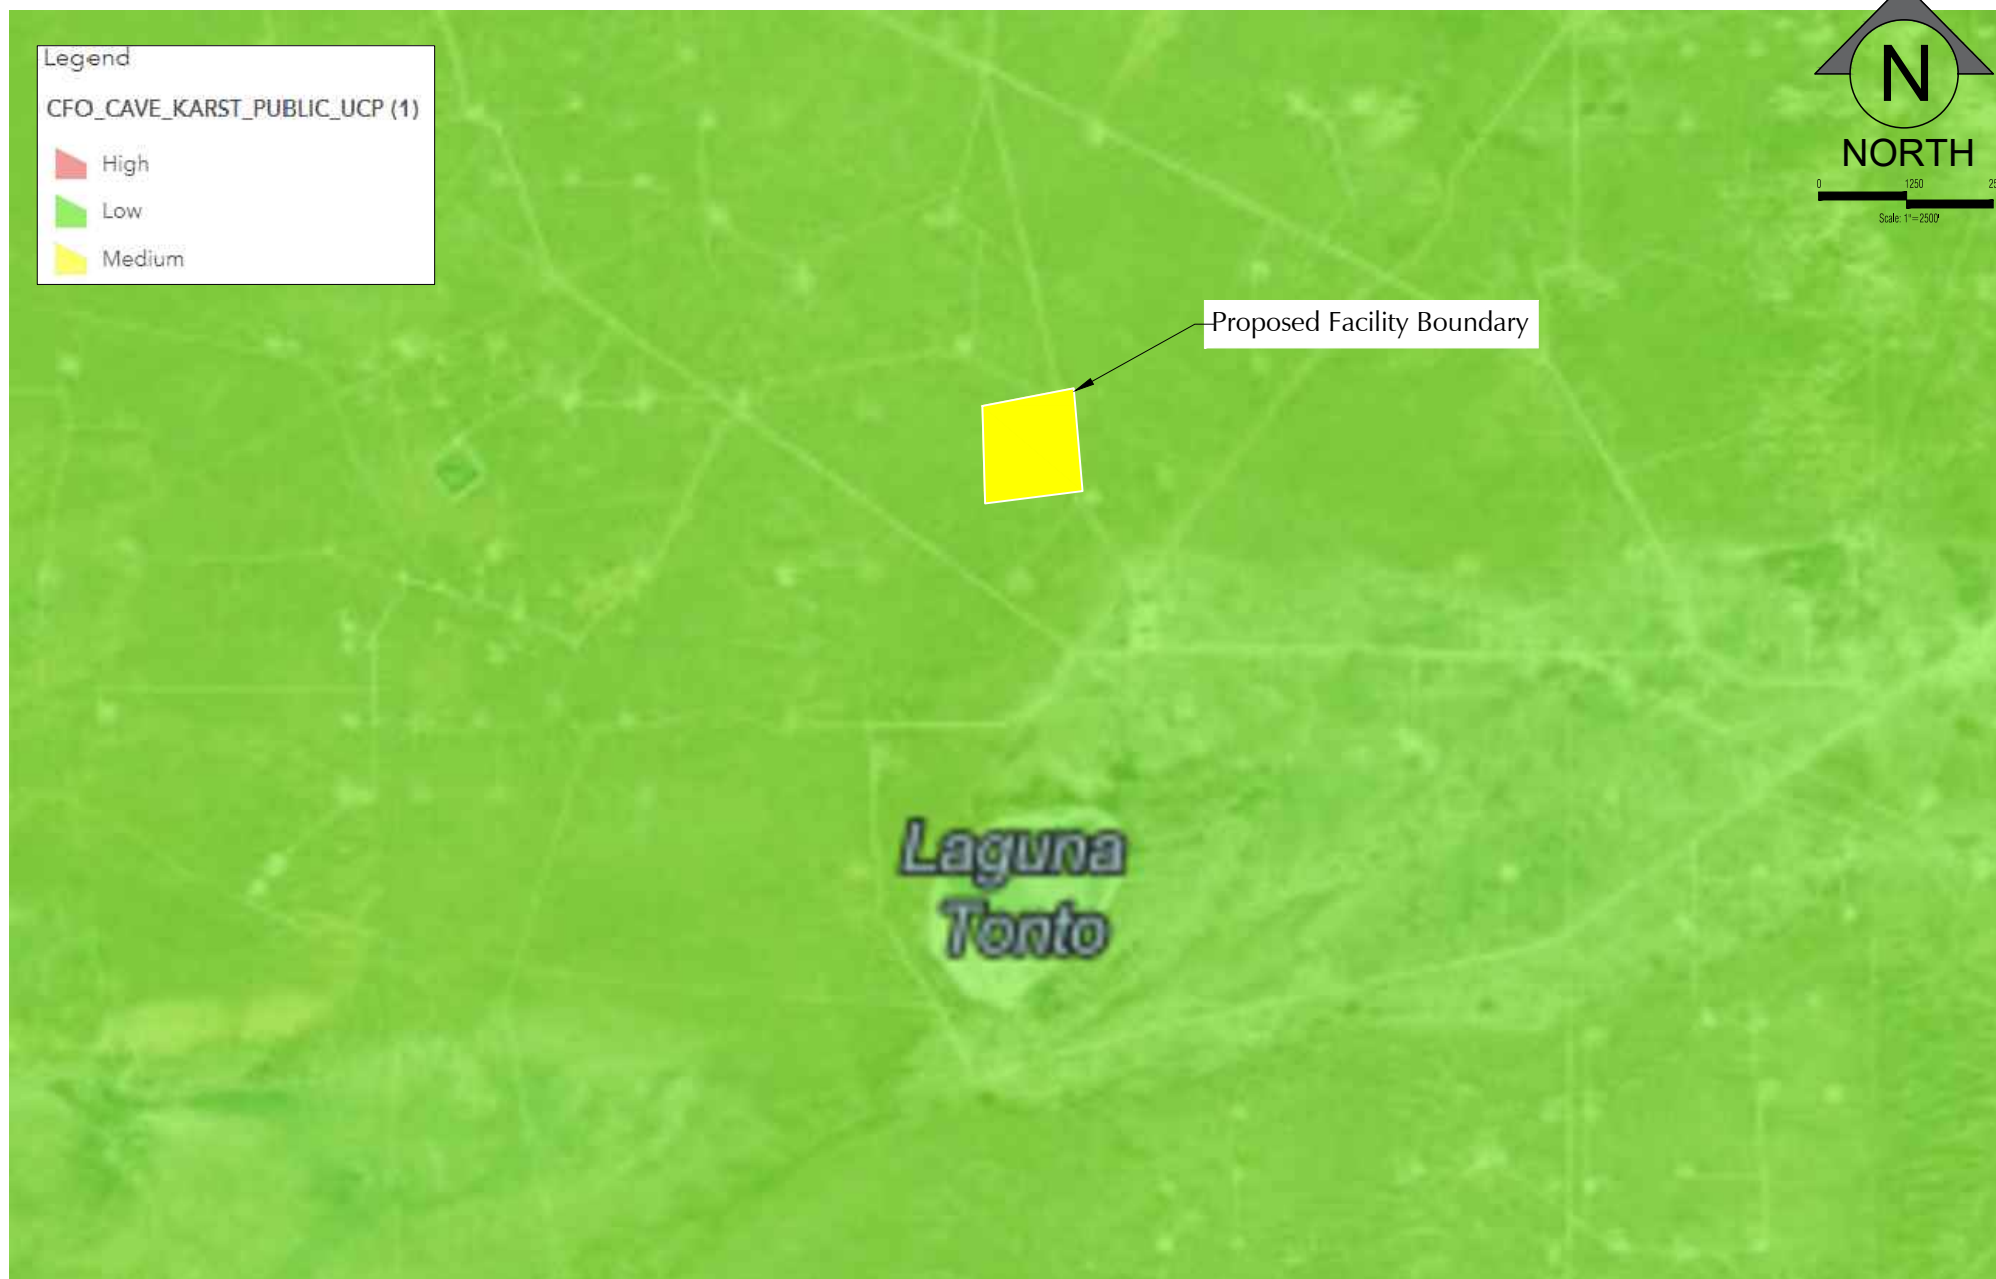 Legend
CFO_CAVE_KARST_PUBLIC_UCP (1)
High
Low
Medium
N
NORTH
0 1250
Scale: 1"=2500'
Proposed Facility Boundary
Laguna
Tonto